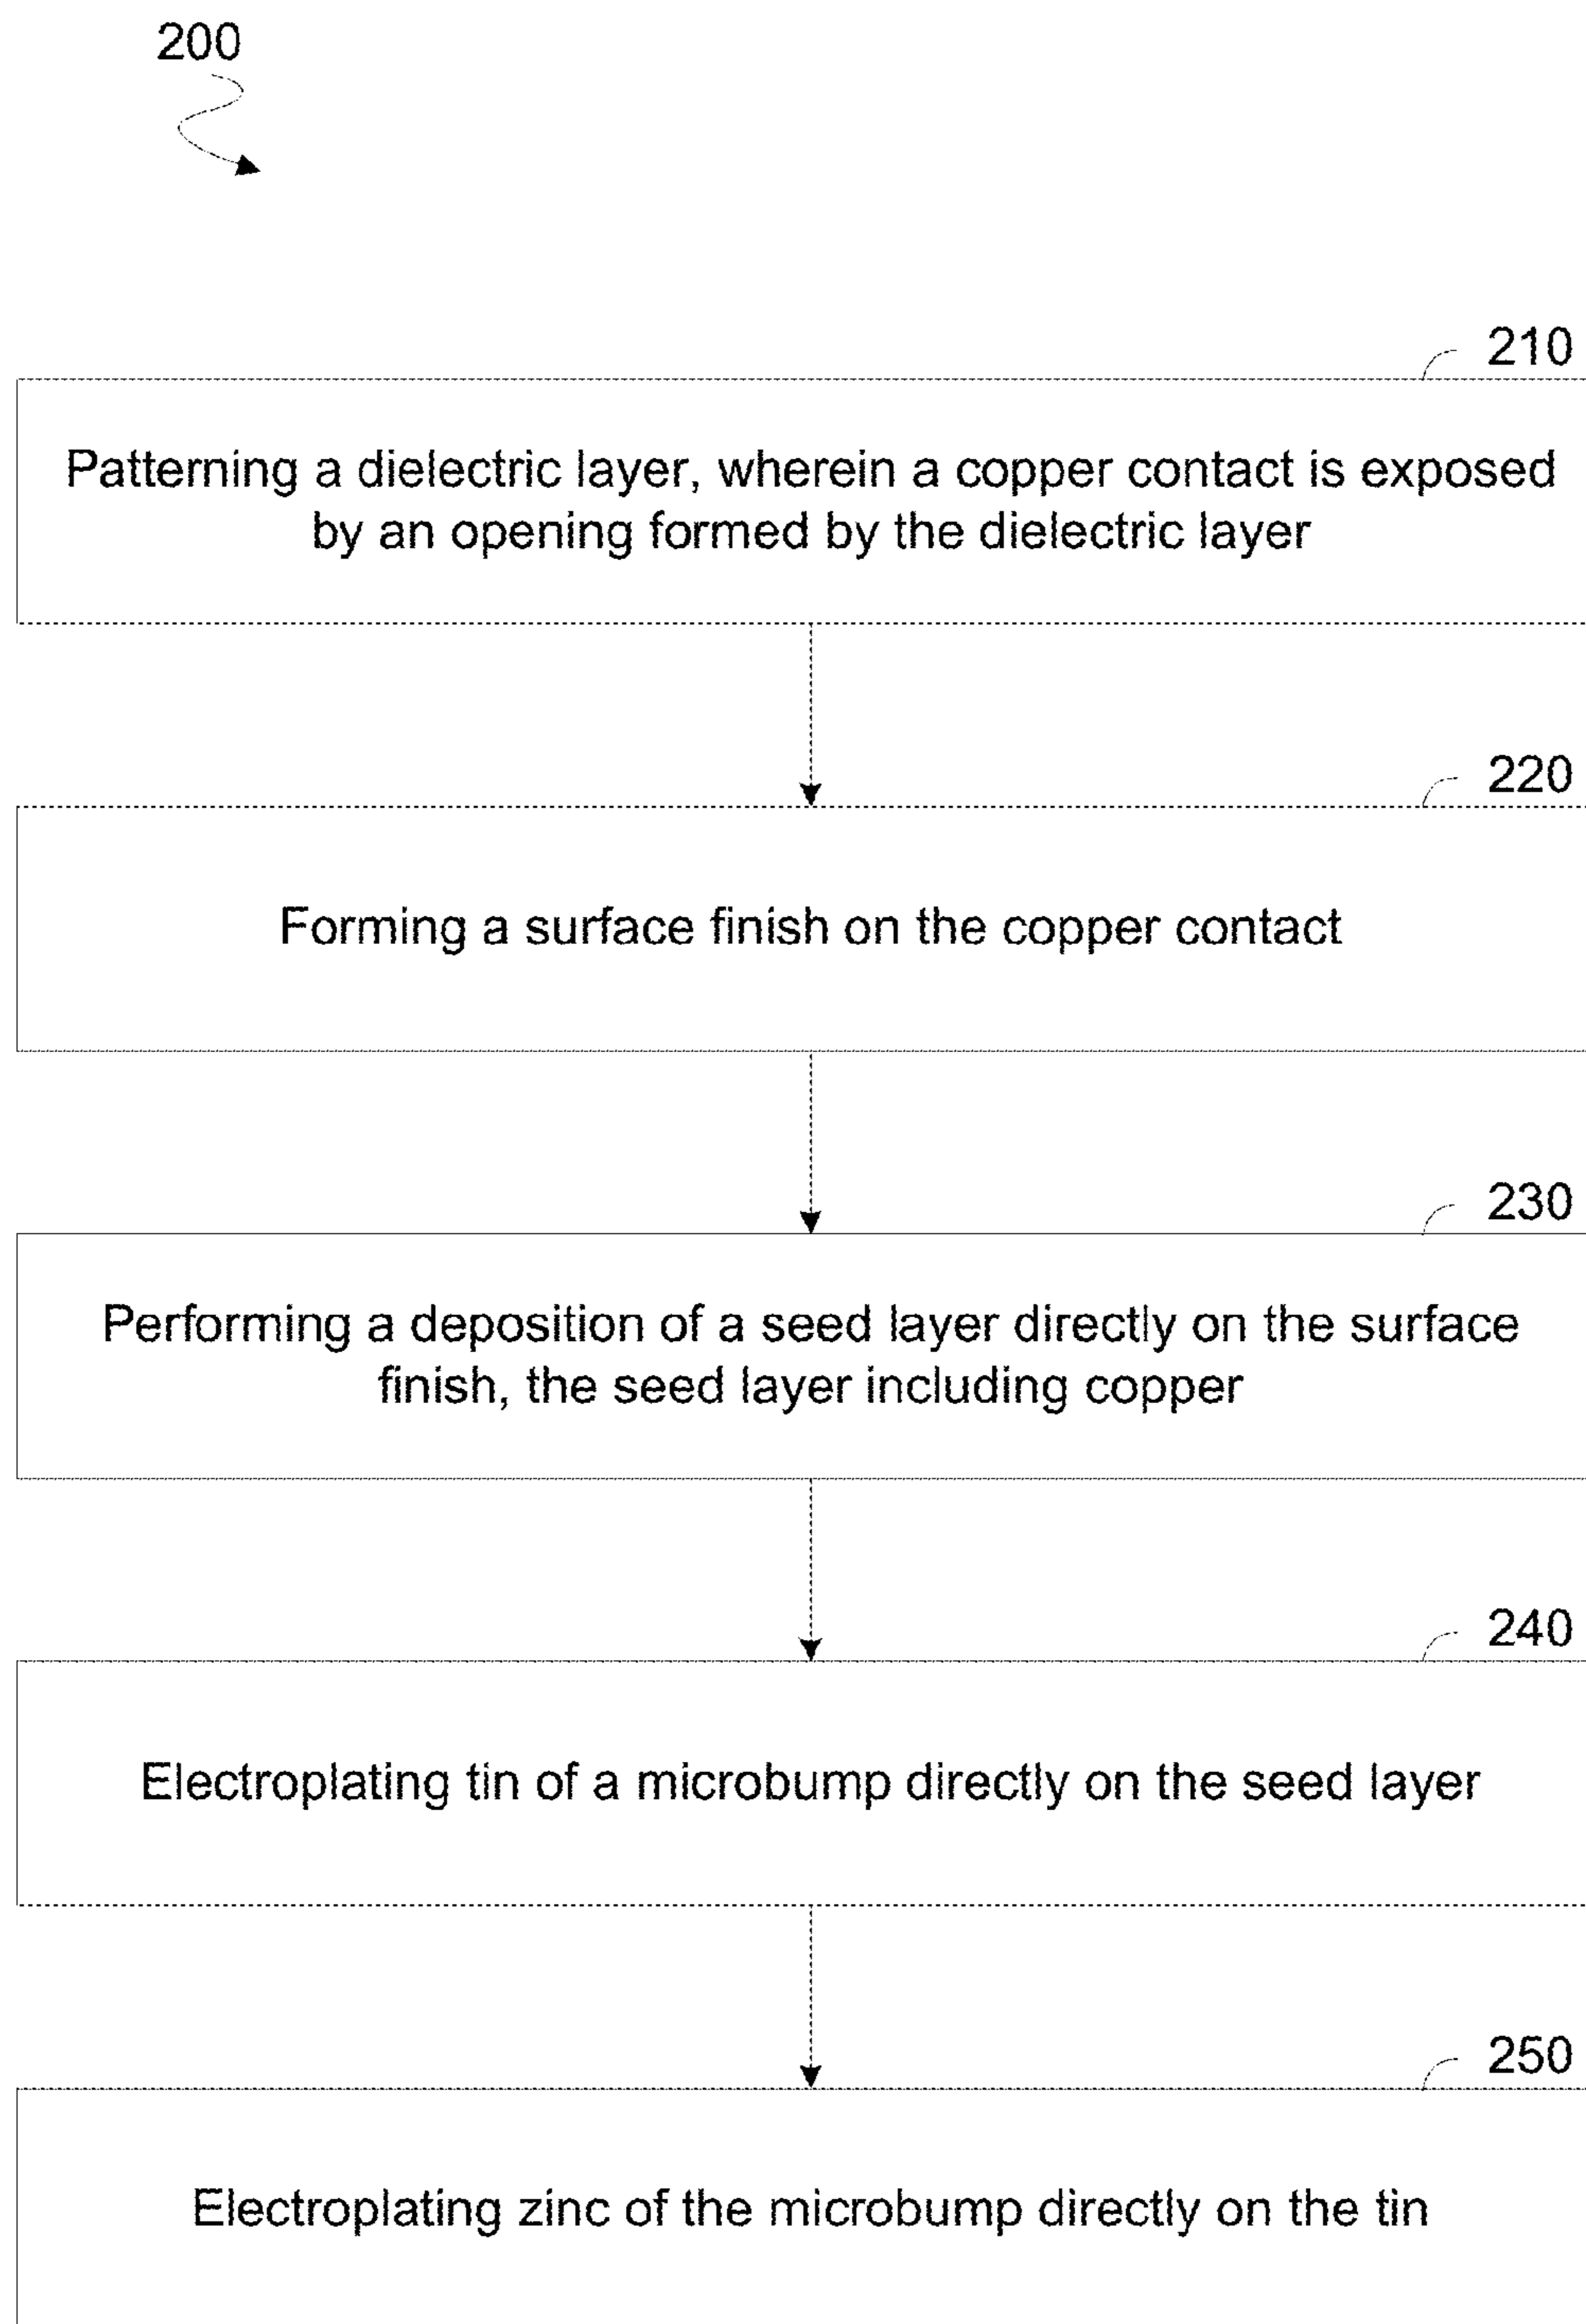 200
210
Patterning a dielectric layer, wherein a copper contact is exposed
by an opening formed by the dielectric layer
220
Forming a surface finish on the copper contact
230
Performing a deposition of a seed layer directly on the surface
finish, the seed layer including copper
240
Electroplating tin of a microbump directly on the seed layer
250
Electroplating zinc of the microbump directly on the tin